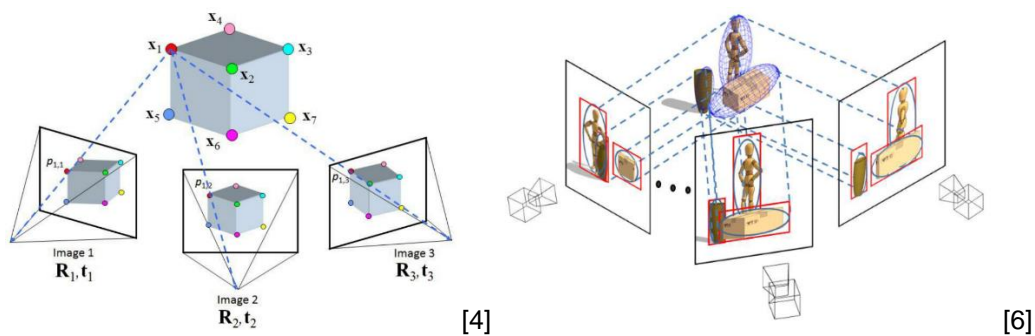 x4
x1
x3
x2
x5
x7
x6
p1,1
p1,2
p1,3
Image 1
R1, t1
Image 2
R2, t2
Image 3
R3, t3
[4]
[6]